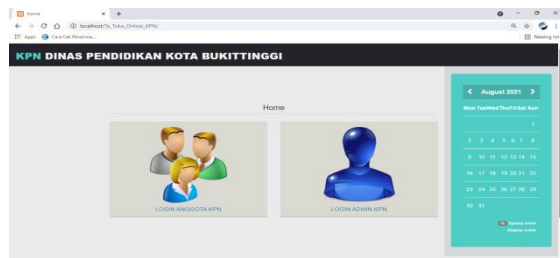 Home
localhost/Ta_Toko_Online_KPN/
Apps
Reading list
KPN DINAS PENDIDIKAN KOTA BUKITTINGGI
Home
LOGIN ANGGOTA KPN
LOGIN ADMIN KPN
August 2021
Mon Tue Wed Thu Fri Sat Sun
1
2 3 4 5 6 7 8
9 10 11 12 13 14 15
16 17 18 19 20 21 22
23 24 25 26 27 28 29
30 31
Special event
Regular event